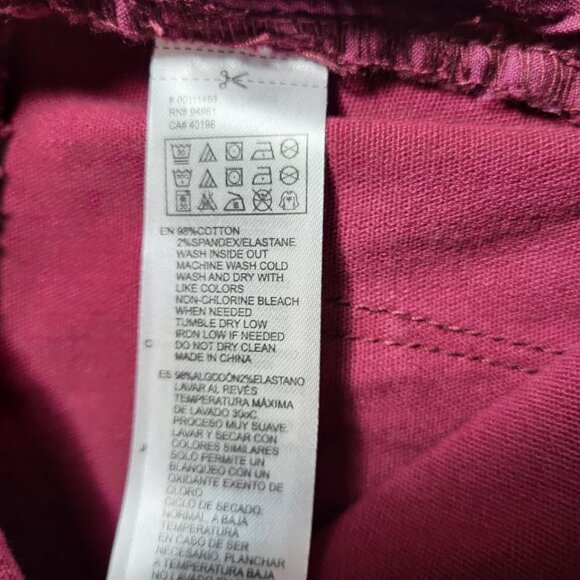 # 00111493
RN# 94981
CA# 40198
EN 98%COTTON
2%SPANDEX/ELASTANE
WASH INSIDE OUT
MACHINE WASH COLD
WASH AND DRY WITH
LIKE COLORS
NON-CHLORINE BLEACH
WHEN NEEDED
TUMBLE DRY LOW
IRON LOW IF NEEDED
DO NOT DRY CLEAN
MADE IN CHINA
ES 98%ALGODÓN2%ELASTANO
LAVAR AL REVÉS
TEMPERATURA MÁXIMA
DE LAVADO 30oC
PROCESO MUY SUAVE
LAVAR Y SECAR CON
COLORES SIMILARES
SOLO PERMITE UN
BLANQUEO CON UN
OXIDANTE EXENTO DE
CLORO
CICLO DE SECADO:
NORMAL, A BAJA
TEMPERATURA
EN CASO DE SER
NECESARIO, PLANCHAR
A TEMPERATURA BAJA
NO LAVADO